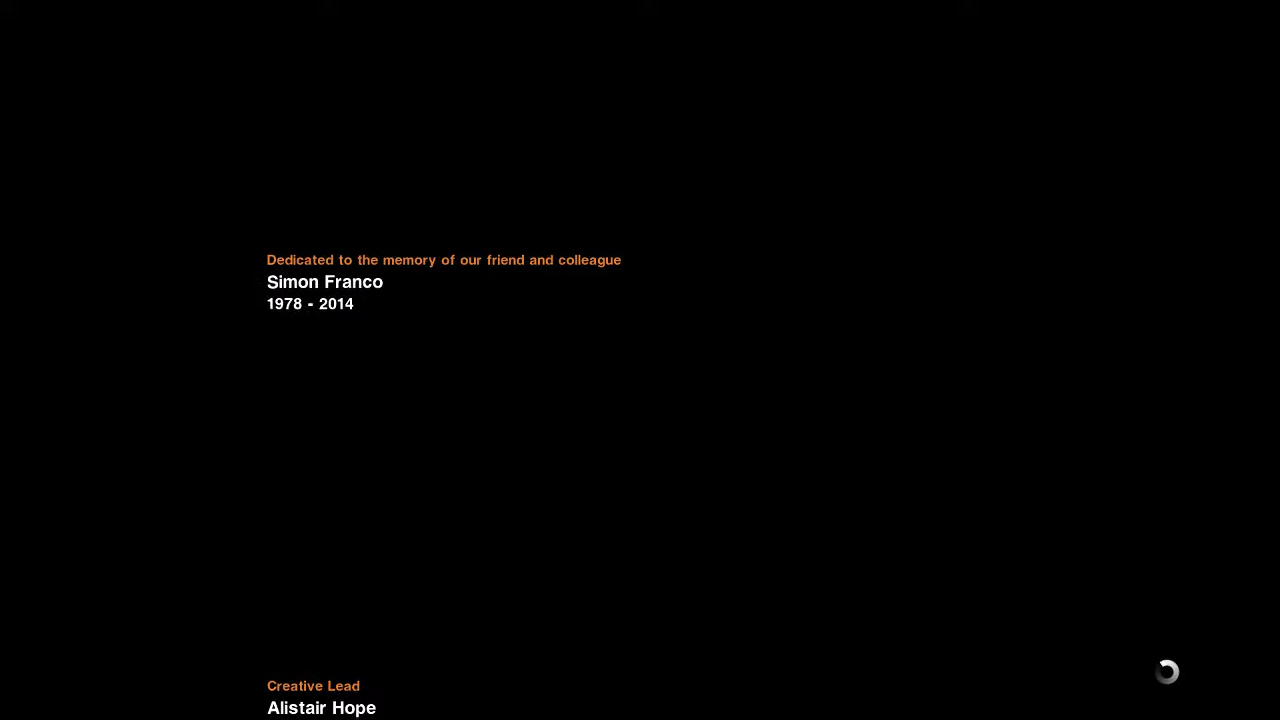 Dedicated to the memory of our friend and colleague
Simon Franco
1978 - 2014
Creative Lead
Alistair Hope